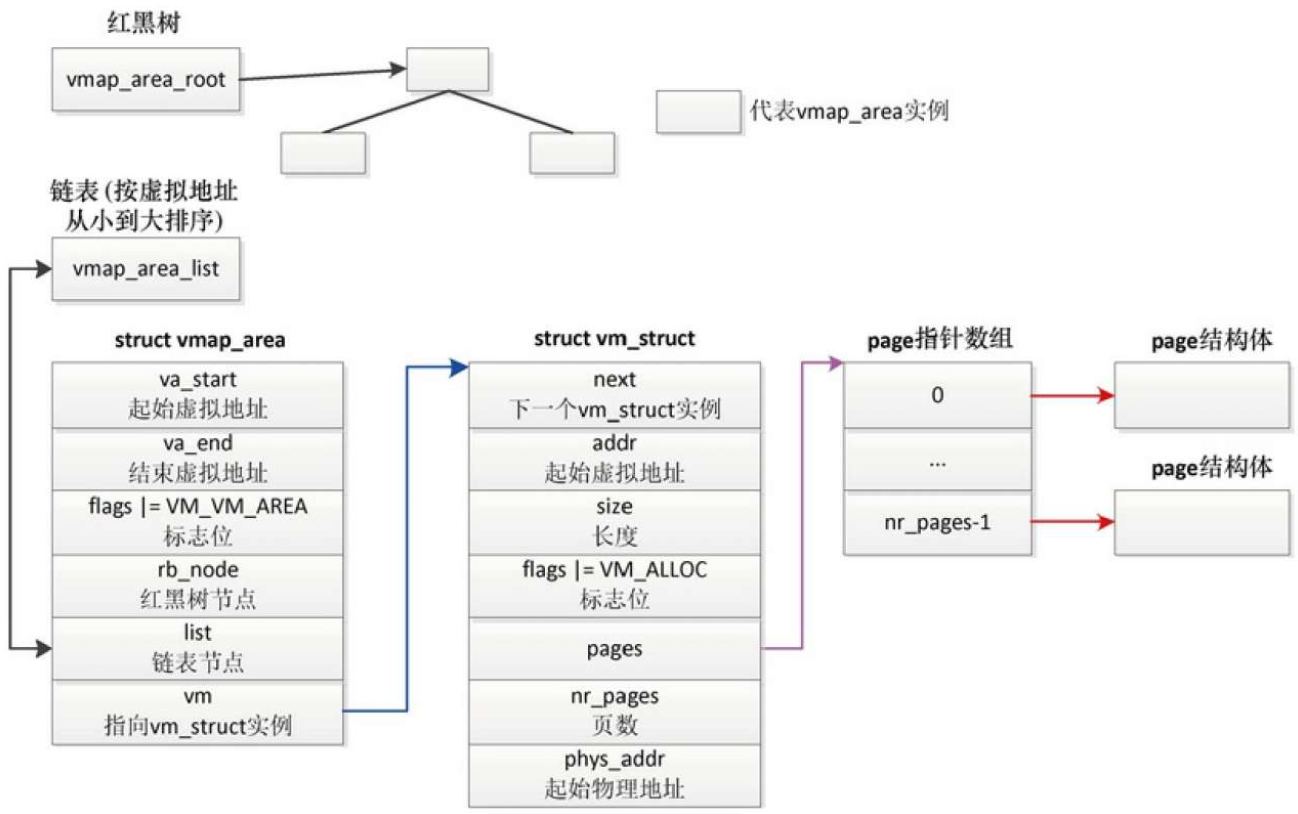 红黑树
vmap_area_root
代表vmap_area实例
链表(按虚拟地址
从小到大排序)
vmap_area_list
struct vmap_area
va_start
起始虚拟地址
va_end
结束虚拟地址
flags |= VM_VM_AREA
标志位
rb_node
红黑树节点
list
链表节点
vm
指向vm_struct实例
struct vm_struct
next
下一个vm_struct实例
addr
起始虚拟地址
size
长度
flags |= VM_ALLOC
标志位
pages
nr_pages
页数
phys_addr
起始物理地址
page指针数组
0
...
nr_pages-1
page结构体
page结构体